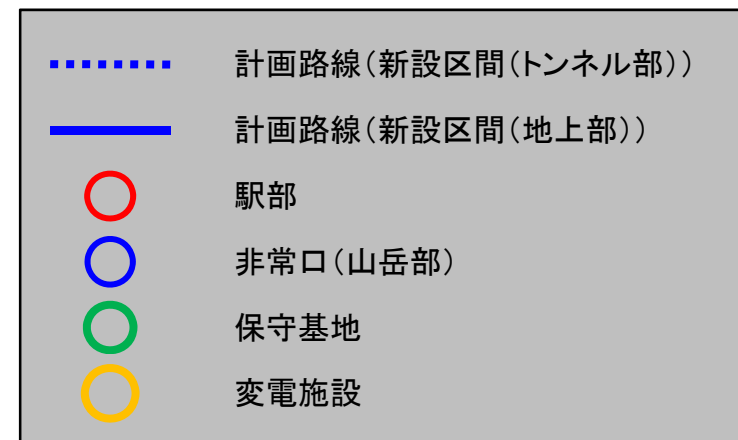 計画路線（新設区間（トンネル部））
計画路線（新設区間（地上部））
駅部
非常口（山岳部）
保守基地
変電施設